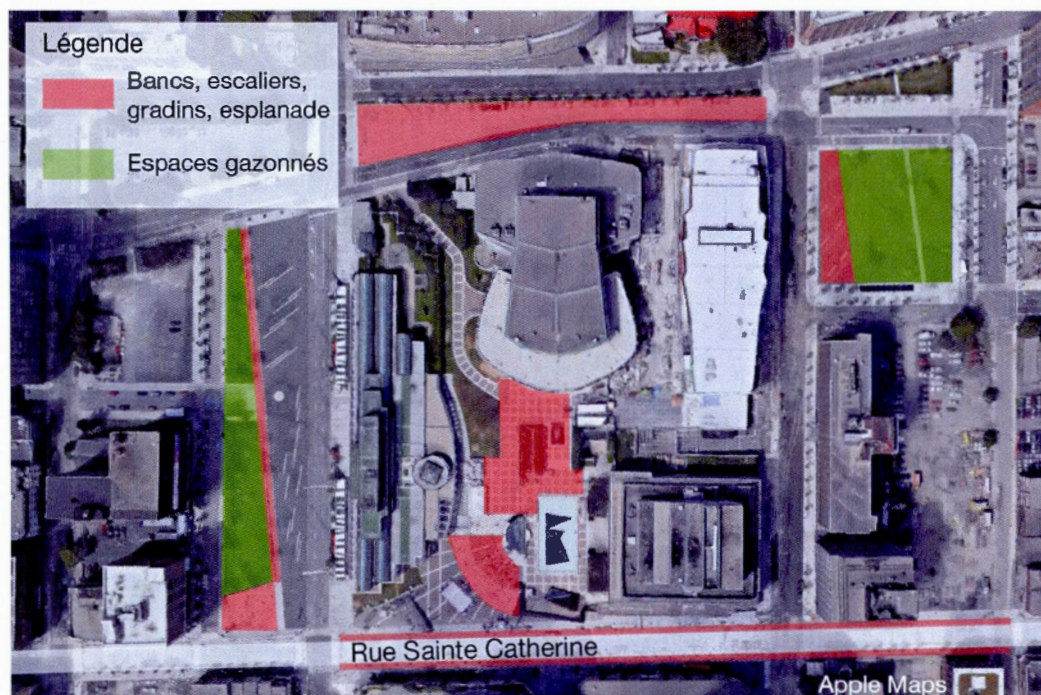 Légende
Bancs, escaliers,
gradins, esplanade
Espaces gazonnés
Rue Sainte Catherine
Apple Maps